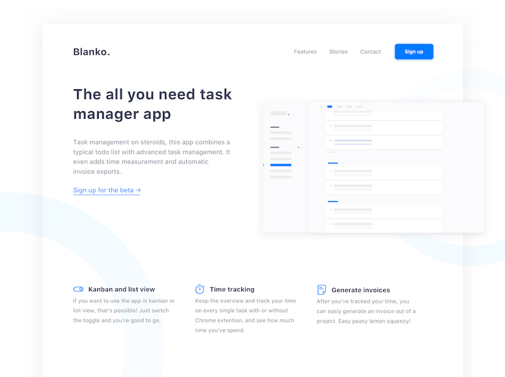 Blanko.
Features Stories Contact Sign up
The all you need task
manager app
Task management on steroids, this app combines a
typical todo list with advanced task management. It
even adds time measurement and automatic
invoice exports.
Sign up for the beta →
Kanban and list view
If you want to use the app in kanban or
list view, that's possible! Just switch
the toggle and you're good to go.
Time tracking
Keep the overview and track your time
on every single task with or without
Chrome extention, and see how much
time you've spend.
Generate invoices
After you've tracked your time, you
can easly generate an invoice out of a
project. Easy peasy lemon squeesy!